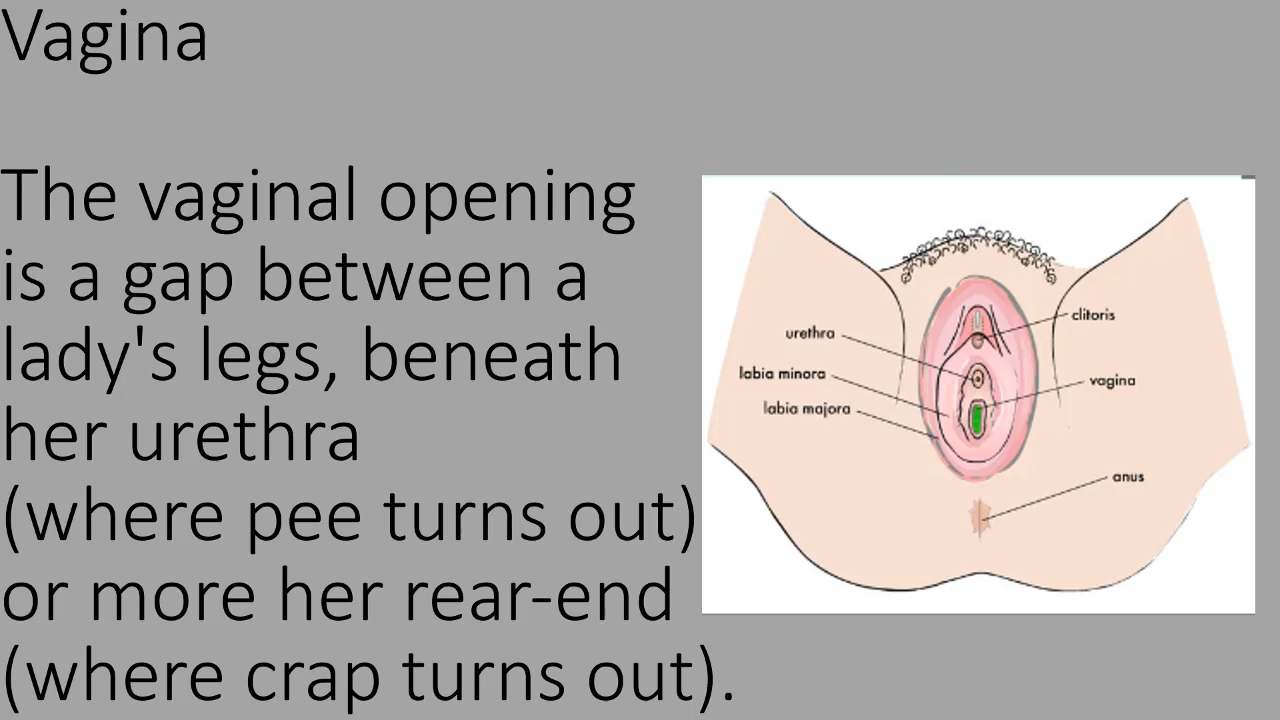 Vagina
The vaginal opening
is a gap between a
lady's legs, beneath
her urethra
(where pee turns out)
or more her rear-end
(where crap turns out).
clitoris
urethra
labia minora
vagina
labia majora
anus